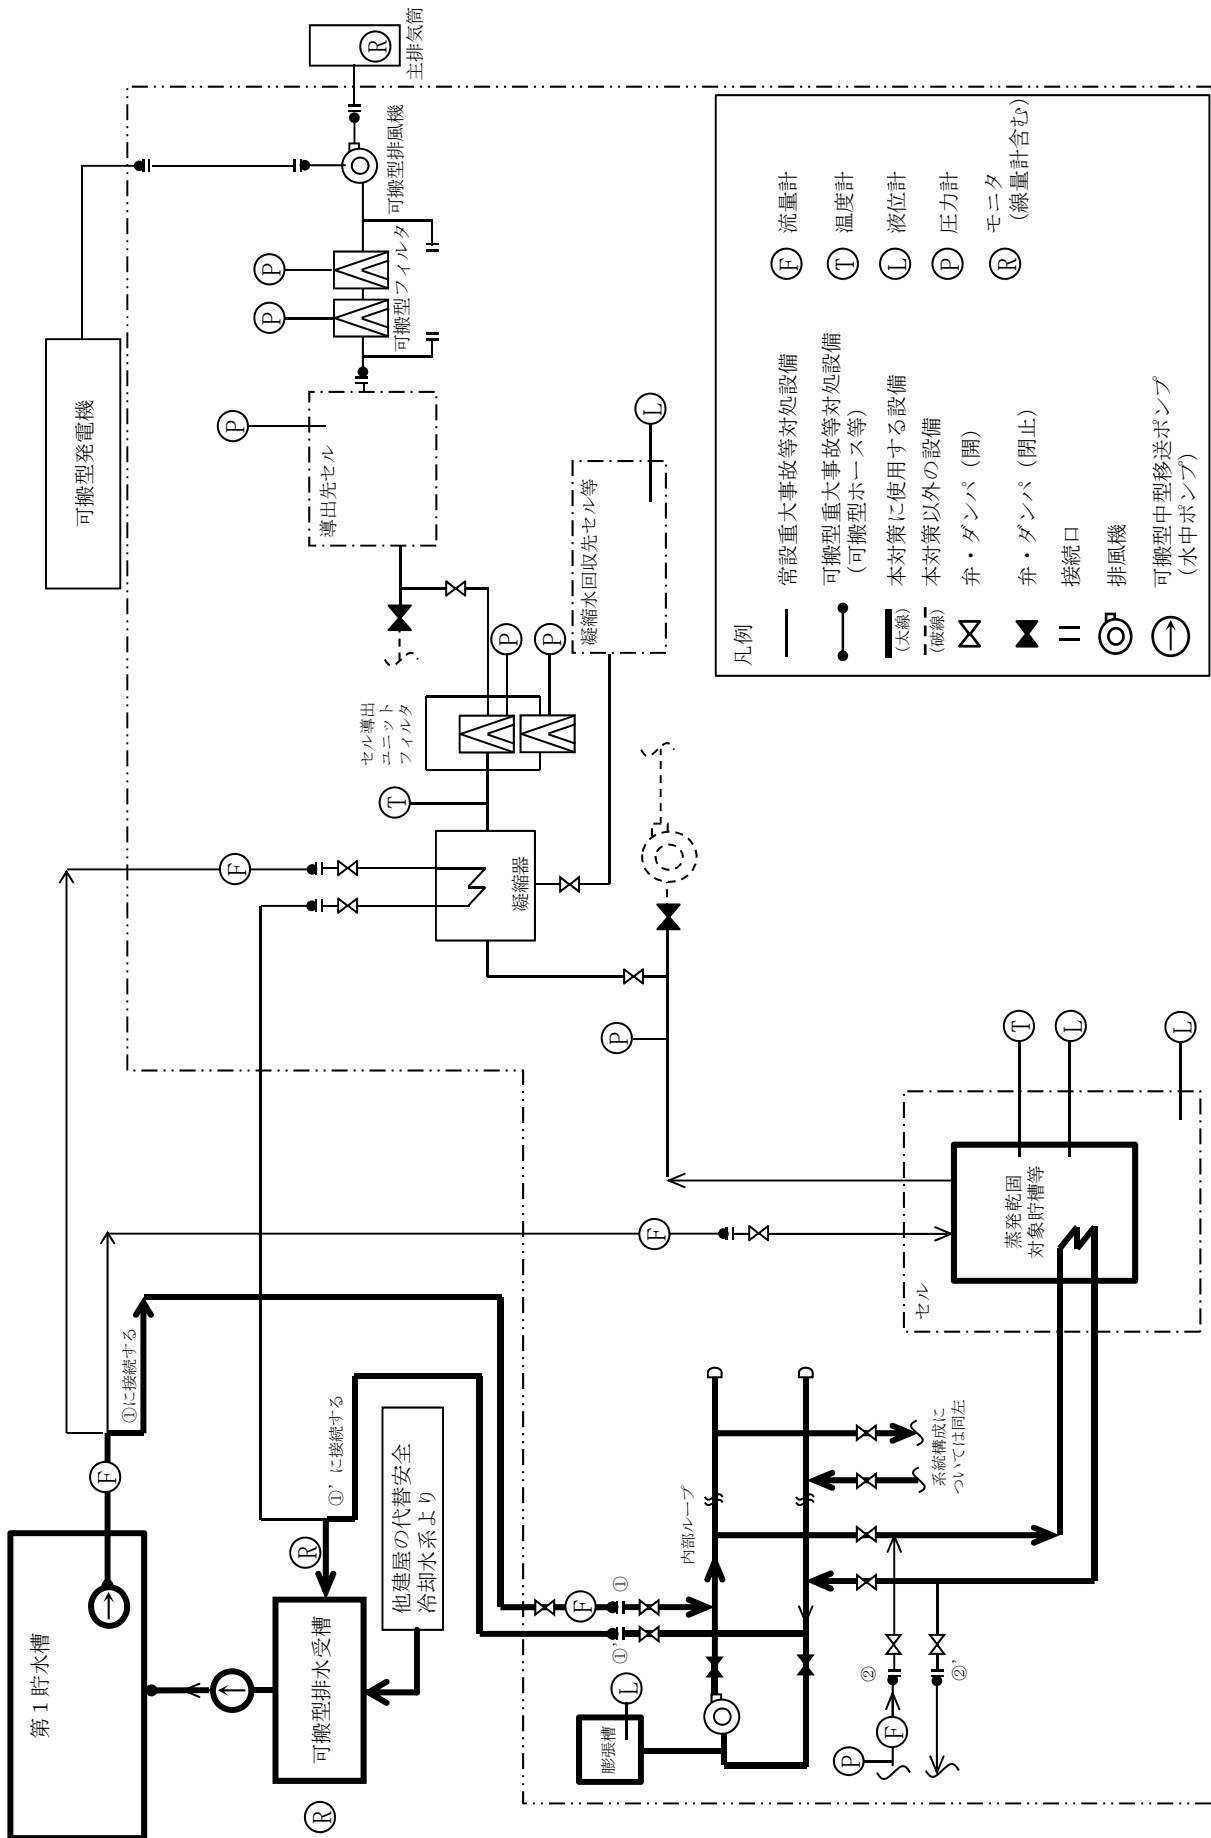 第１貯水槽
可搬型排水受槽
他建屋の代替安全
冷却水系より
①に接続する
①’に接続する
F
R
R
可搬型発電機
主排気筒
R
可搬型排風機
可搬型フィルタ
P
P
導出先セル
P
凝縮水回収先セル等
L
セル導出
ユニット
フィルタ
P
P
T
凝縮器
F
P
F
セル
蒸発乾固
対象貯槽等
T
L
L
内部ループ
系統構成に
ついては同左
F
①
①’
膨張槽
L
②
②’
F
P
凡例
常設重大事故等対処設備
可搬型重大事故等対処設備
（可搬型ホース等）
（太線）
本対策に使用する設備
（破線）
本対策以外の設備
弁・ダンパ（開）
弁・ダンパ（閉止）
接続口
排風機
可搬型中型移送ポンプ
（水中ポンプ）
F 流量計
T 温度計
L 液位計
P 圧力計
R モニタ
（線量計含む）